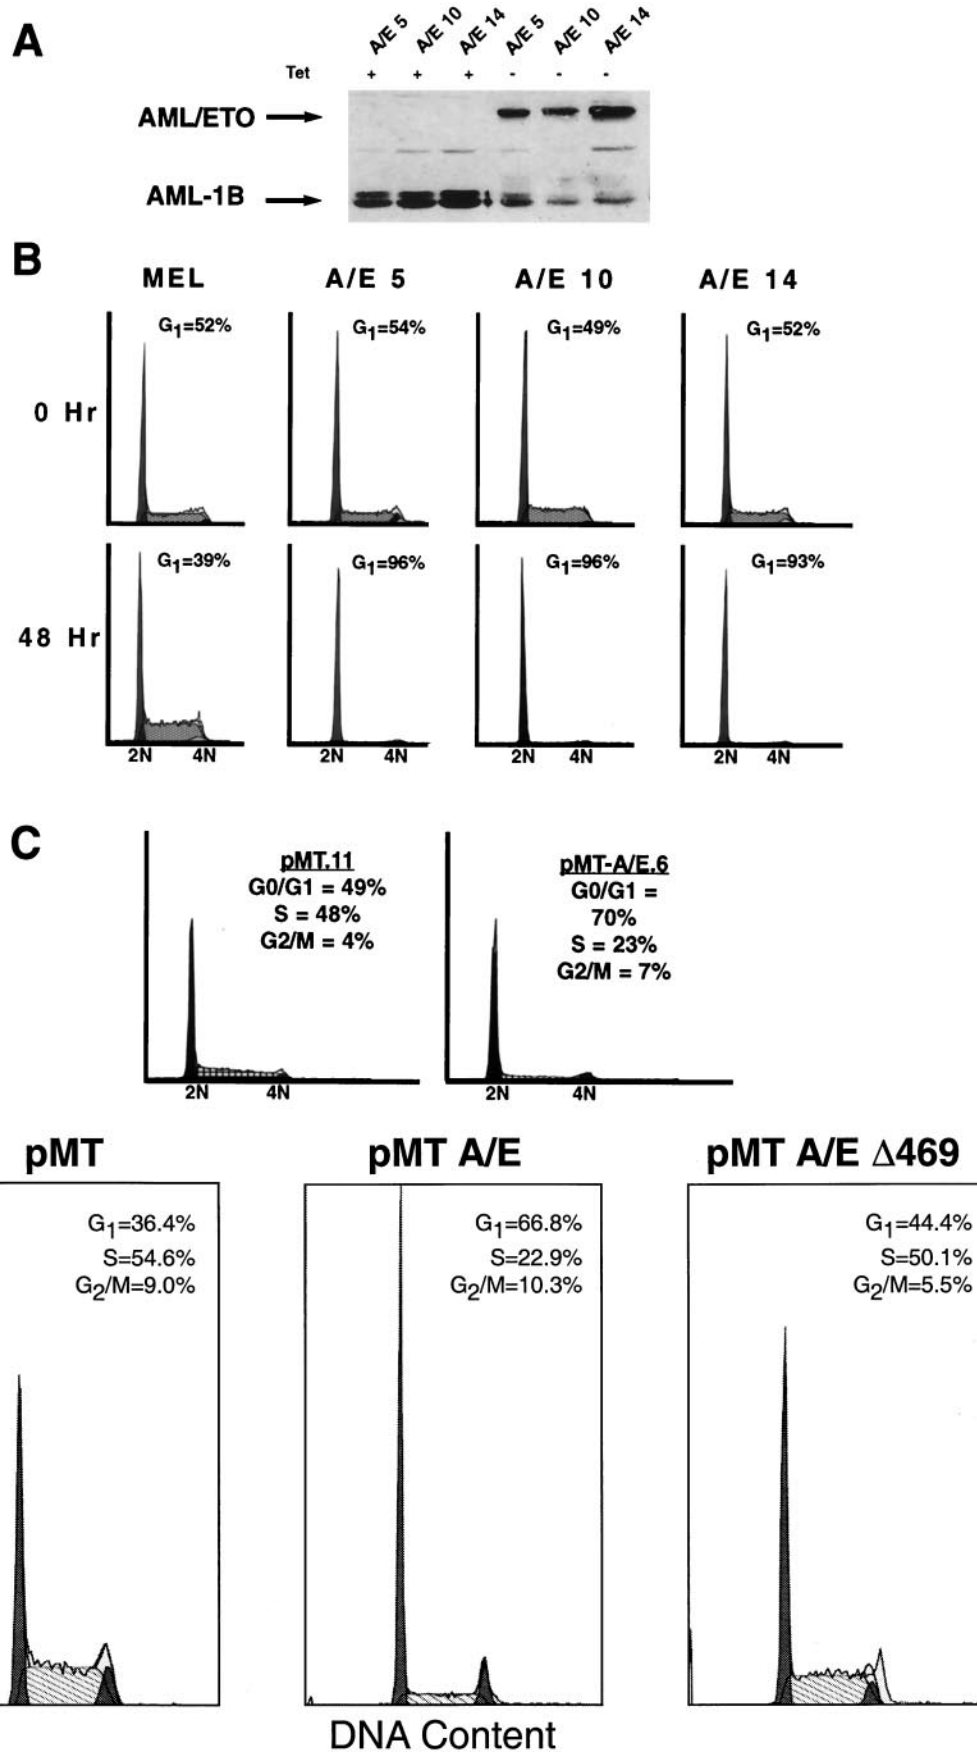 A
A/E 5 A/E 10 A/E 14 A/E 5 A/E 10 A/E 14
Tet + + + - - -
AML/ETO
AML-1B
B
MEL A/E 5 A/E 10 A/E 14
0 Hr
G1=52% G1=54% G1=49% G1=52%
48 Hr
G1=39% G1=96% G1=96% G1=93%
2N 4N 2N 4N 2N 4N 2N 4N
C
pMT.11
G0/G1 = 49%
S = 48%
G2/M = 4%
2N 4N
pMT-A/E.6
G0/G1 =
70%
S = 23%
G2/M = 7%
2N 4N
pMT
G1=36.4%
S=54.6%
G2/M=9.0%
pMT A/E
G1=66.8%
S=22.9%
G2/M=10.3%
pMT A/E Δ469
G1=44.4%
S=50.1%
G2/M=5.5%
DNA Content